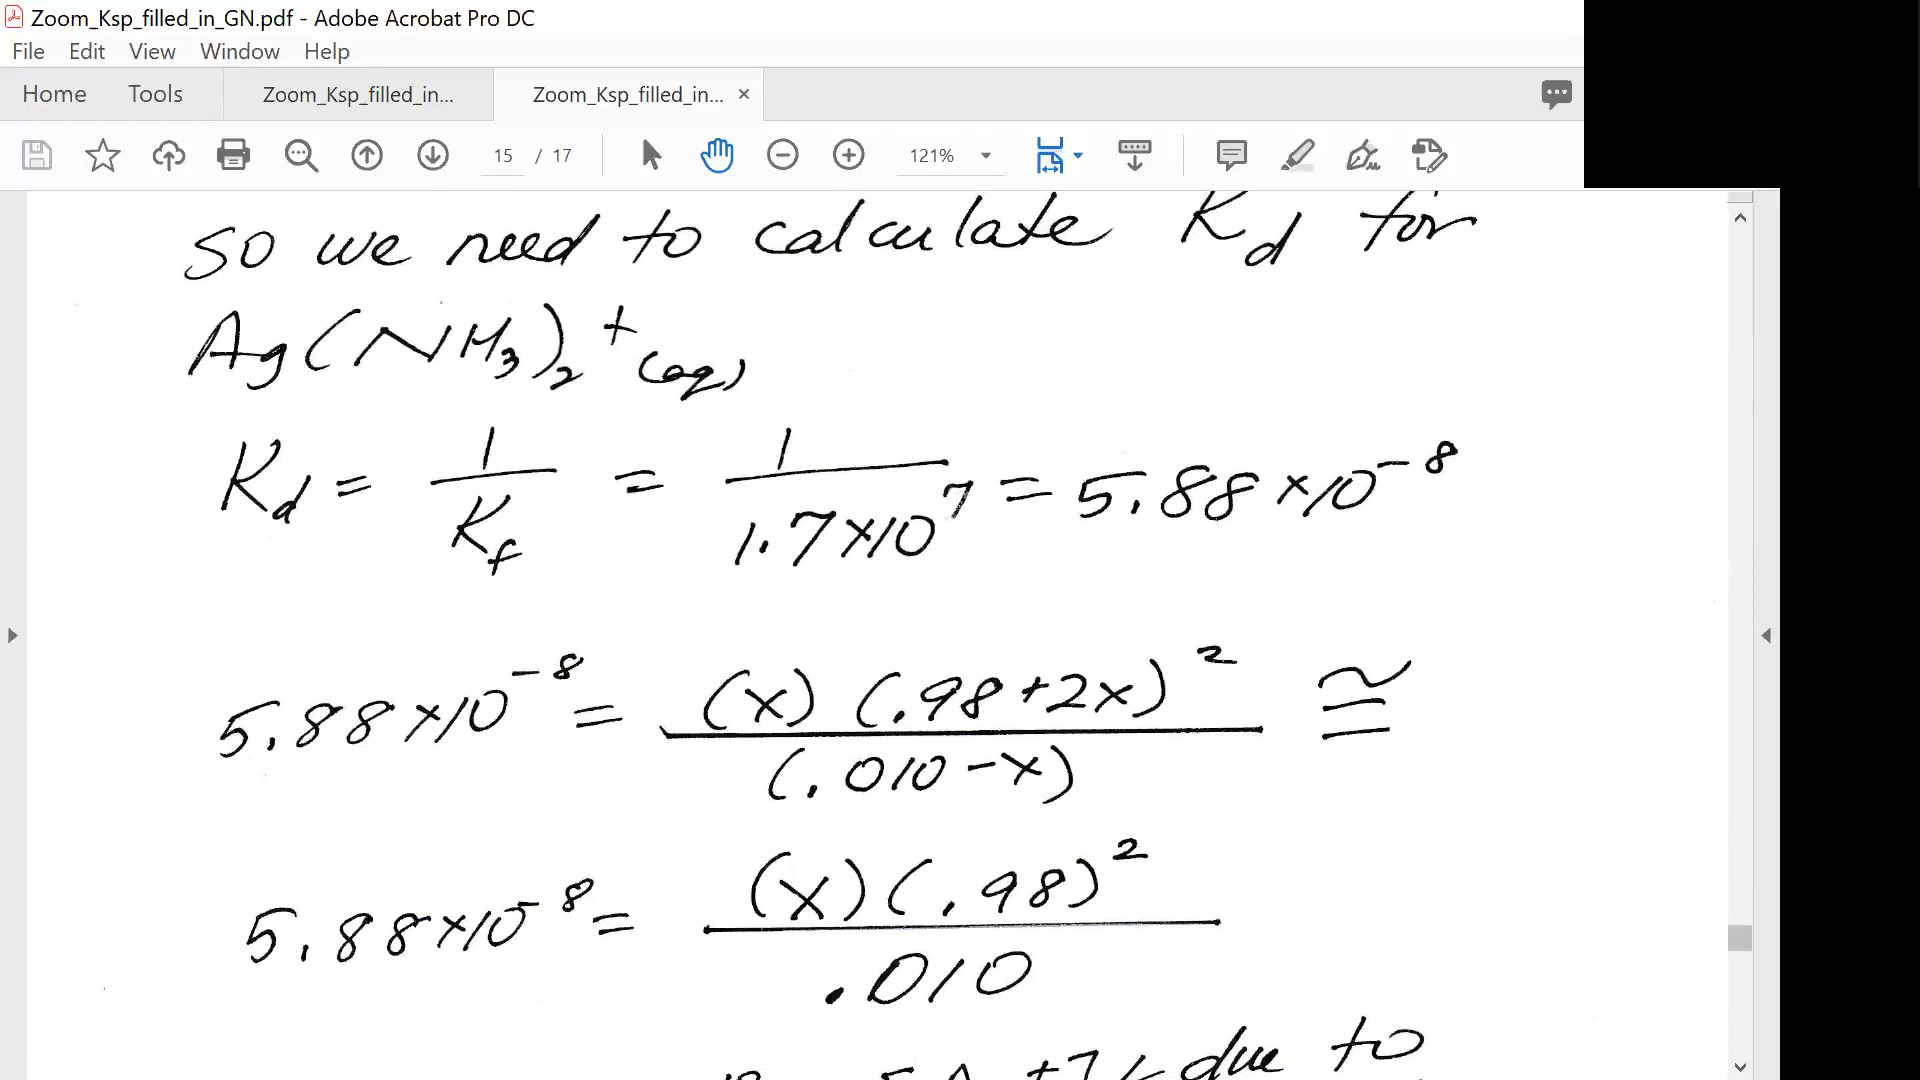 Zoom_Ksp_filled_in_GN.pdf - Adobe Acrobat Pro DC
File Edit View Window Help
Home Tools Zoom_Ksp_filled_in... Zoom_Ksp_filled_in... ×
15 / 17 121%
so we need to calculate Kd for
Ag(NH₃)₂⁺(aq)
Kd = 1/Kf = 1/1.7×10⁷ = 5.88×10⁻⁸
5.88×10⁻⁸ = (x)(.98+2x)²/(.010-x) ≅
5.88×10⁻⁸ = (x)(.98)²/.010
due to